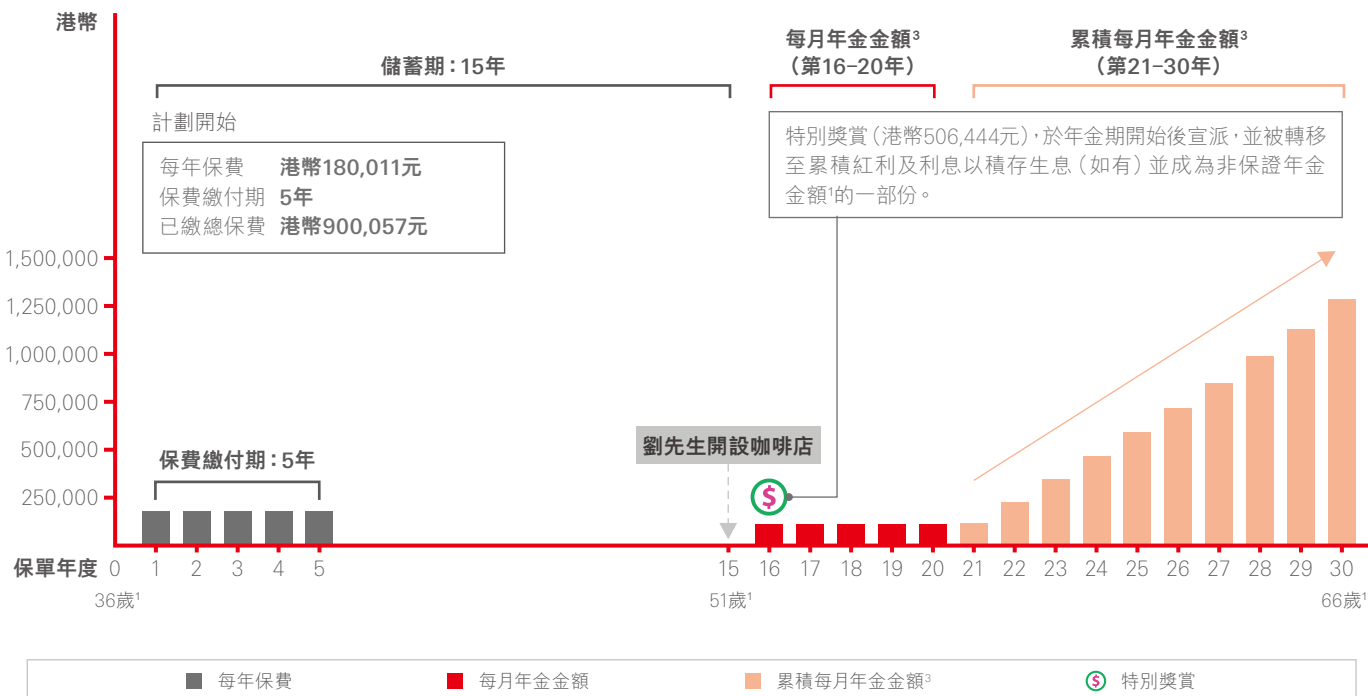 港幣
儲蓄期：15年
每月年金金額³
（第16–20年）
累積每月年金金額³
（第21–30年）
計劃開始
每年保費 港幣180,011元
保費繳付期 5年
已繳總保費 港幣900,057元
特別獎賞（港幣506,444元），於年金期開始後宣派，並被轉移
至累積紅利及利息以積存生息（如有）並成為非保證年金
金額¹的一部份。
1,500,000
1,250,000
1,000,000
750,000
500,000
250,000
保費繳付期：5年
劉先生開設咖啡店
$
保單年度 0 1 2 3 4 5 15 16 17 18 19 20 21 22 23 24 25 26 27 28 29 30
36歲¹ 51歲¹ 66歲¹
每年保費 每月年金金額 累積每月年金金額³ $ 特別獎賞